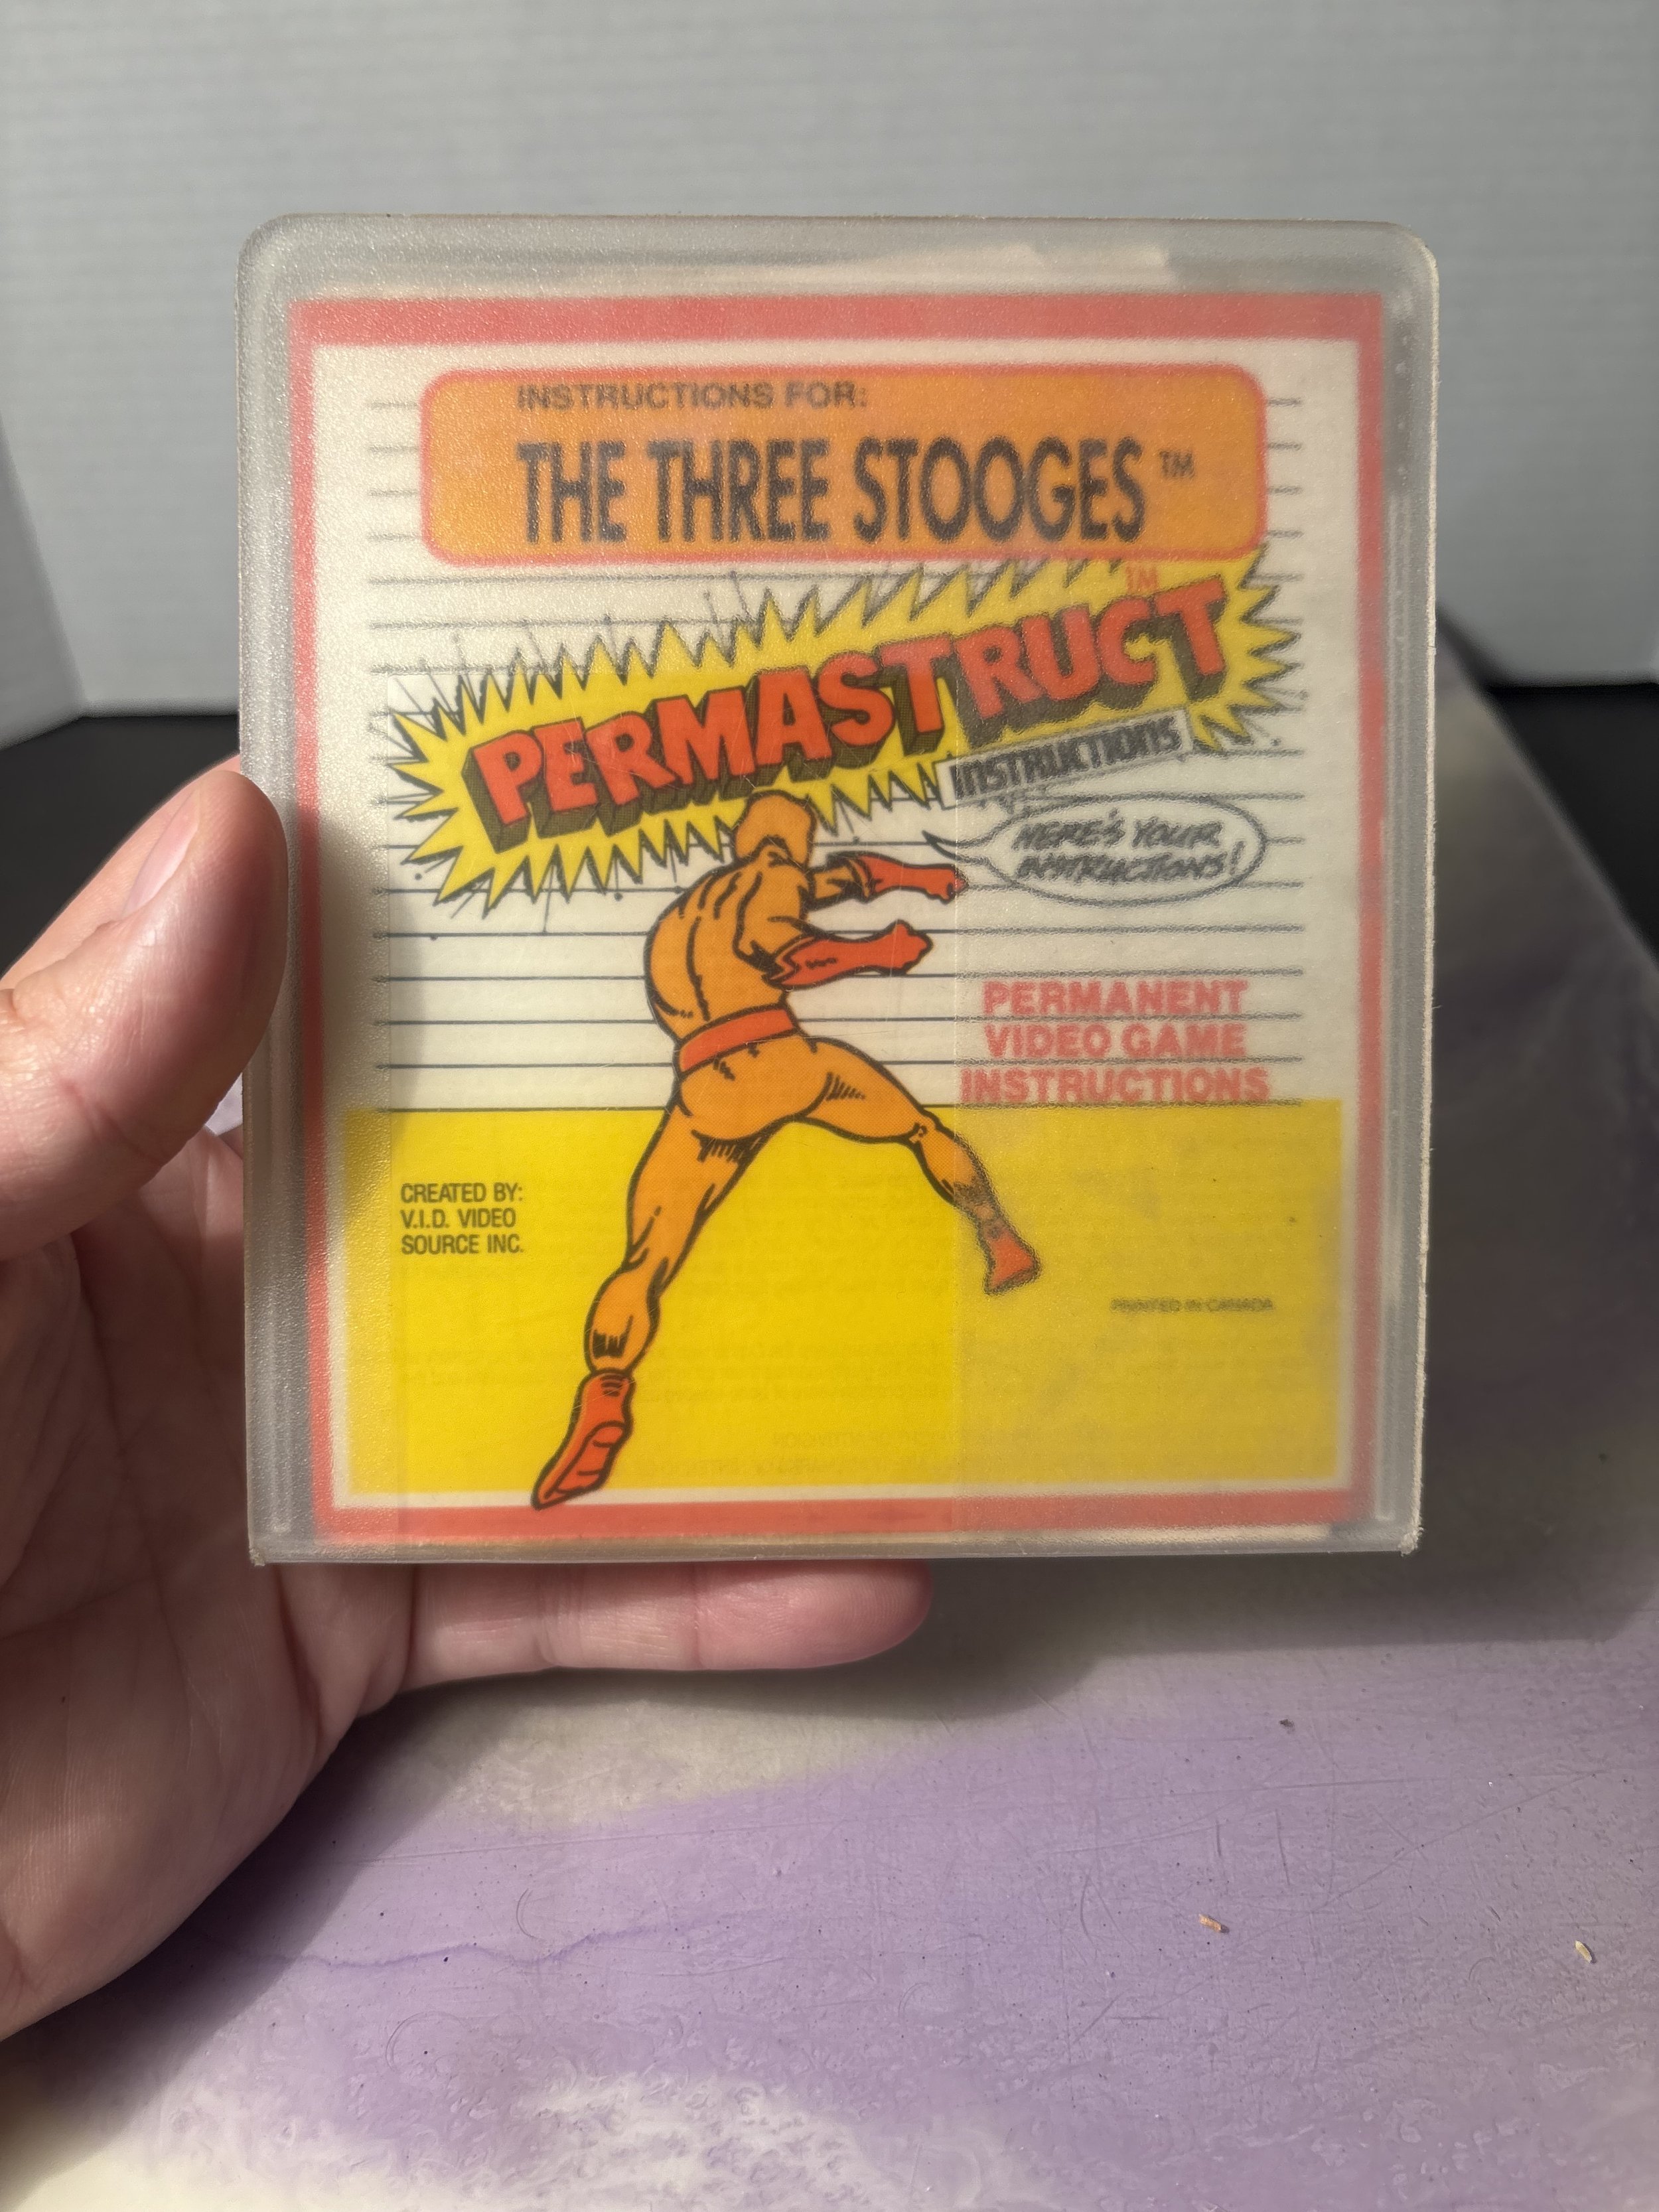 INSTRUCTIONS FOR:
THE THREE STOOGES™
PERMASTRUCT™
INSTRUCTIONS
HERE'S YOUR
INSTRUCTIONS!
PERMANENT
VIDEO GAME
INSTRUCTIONS
CREATED BY:
V.I.D. VIDEO
SOURCE INC.
PRINTED IN CANADA